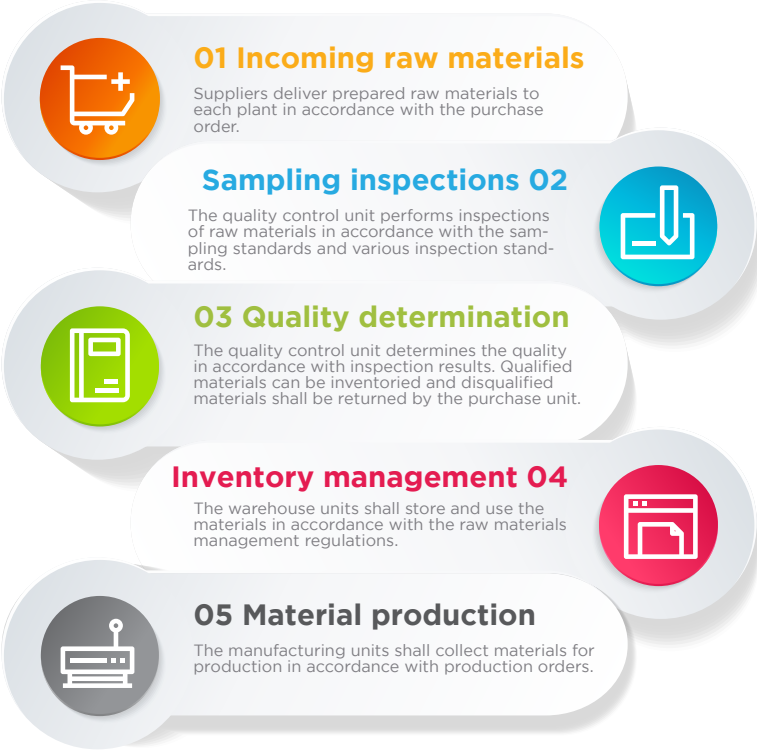 01 Incoming raw materials
Suppliers deliver prepared raw materials to
each plant in accordance with the purchase
order.
Sampling inspections 02
The quality control unit performs inspections
of raw materials in accordance with the sam-
pling standards and various inspection stand-
ards.
03 Quality determination
The quality control unit determines the quality
in accordance with inspection results. Qualified
materials can be inventoried and disqualified
materials shall be returned by the purchase unit.
Inventory management 04
The warehouse units shall store and use the
materials in accordance with the raw materials
management regulations.
05 Material production
The manufacturing units shall collect materials for
production in accordance with production orders.